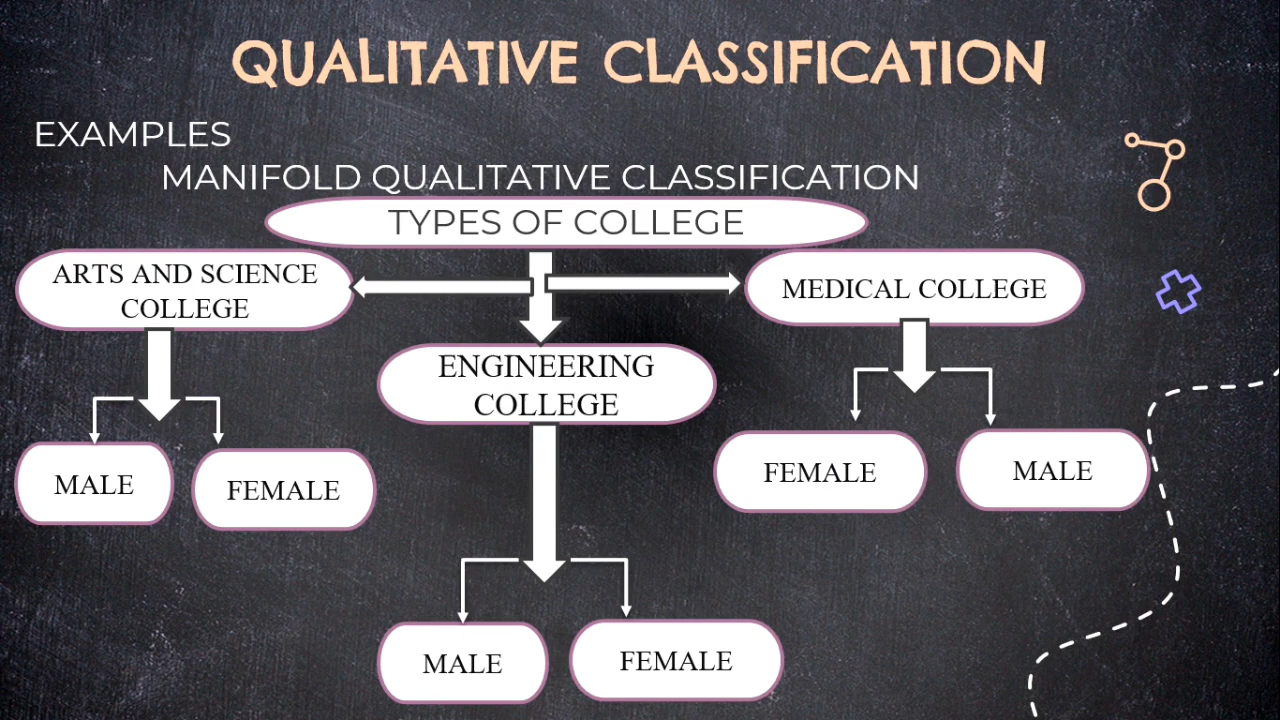 QUALITATIVE CLASSIFICATION
EXAMPLES
MANIFOLD QUALITATIVE CLASSIFICATION
TYPES OF COLLEGE
ARTS AND SCIENCE
COLLEGE
MEDICAL COLLEGE
ENGINEERING
COLLEGE
MALE
FEMALE
FEMALE
MALE
MALE
FEMALE